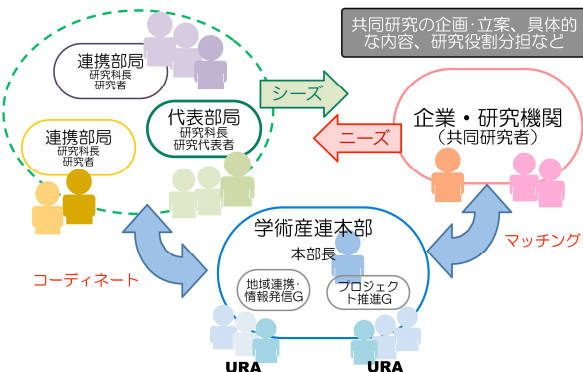 共同研究の企画・立案、具体的
な内容、研究役割分担など
連携部局
研究科長
研究者
シーズ
代表部局
研究科長
研究代表者
企業・研究機関
（共同研究者）
ニーズ
連携部局
研究科長
研究者
学術産連本部
本部長
マッチング
コーディネート
地域連携・
情報発信G
プロジェク
ト推進G
URA
URA